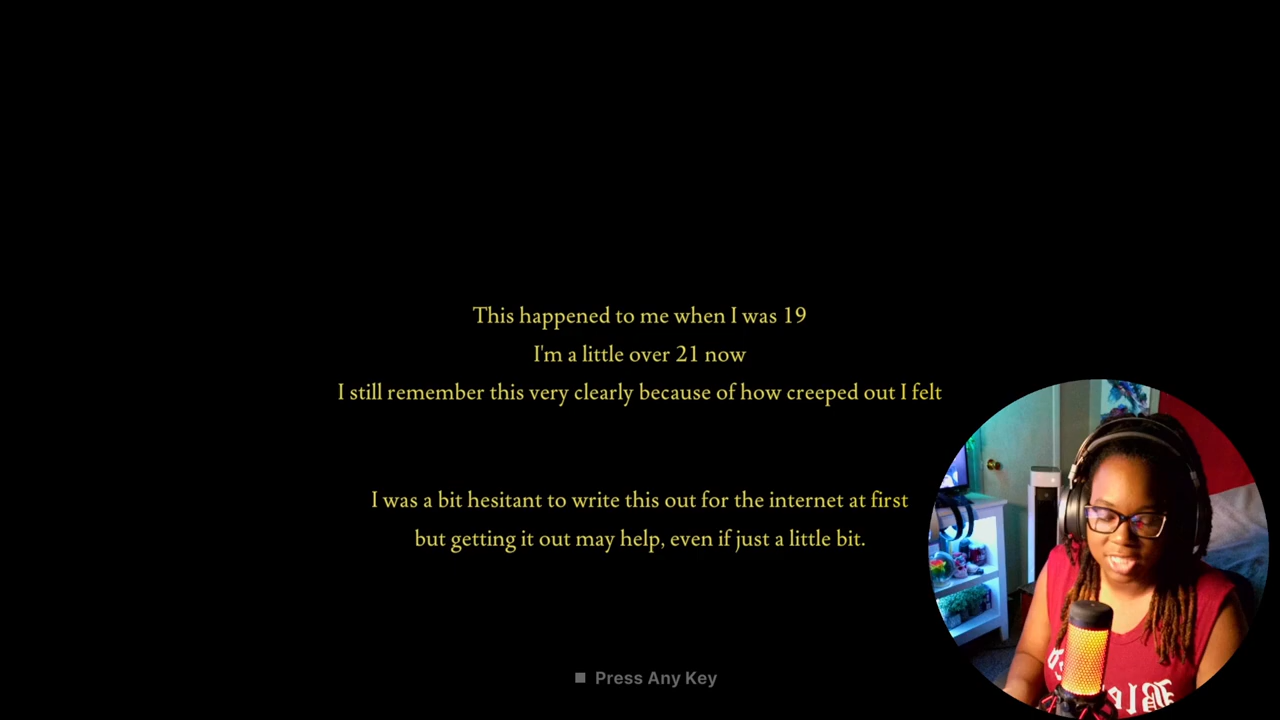 This happened to me when I was 19
I'm a little over 21 now
I still remember this very clearly because of how creeped out I felt
I was a bit hesitant to write this out for the internet at first
but getting it out may help, even if just a little bit.
Press Any Key